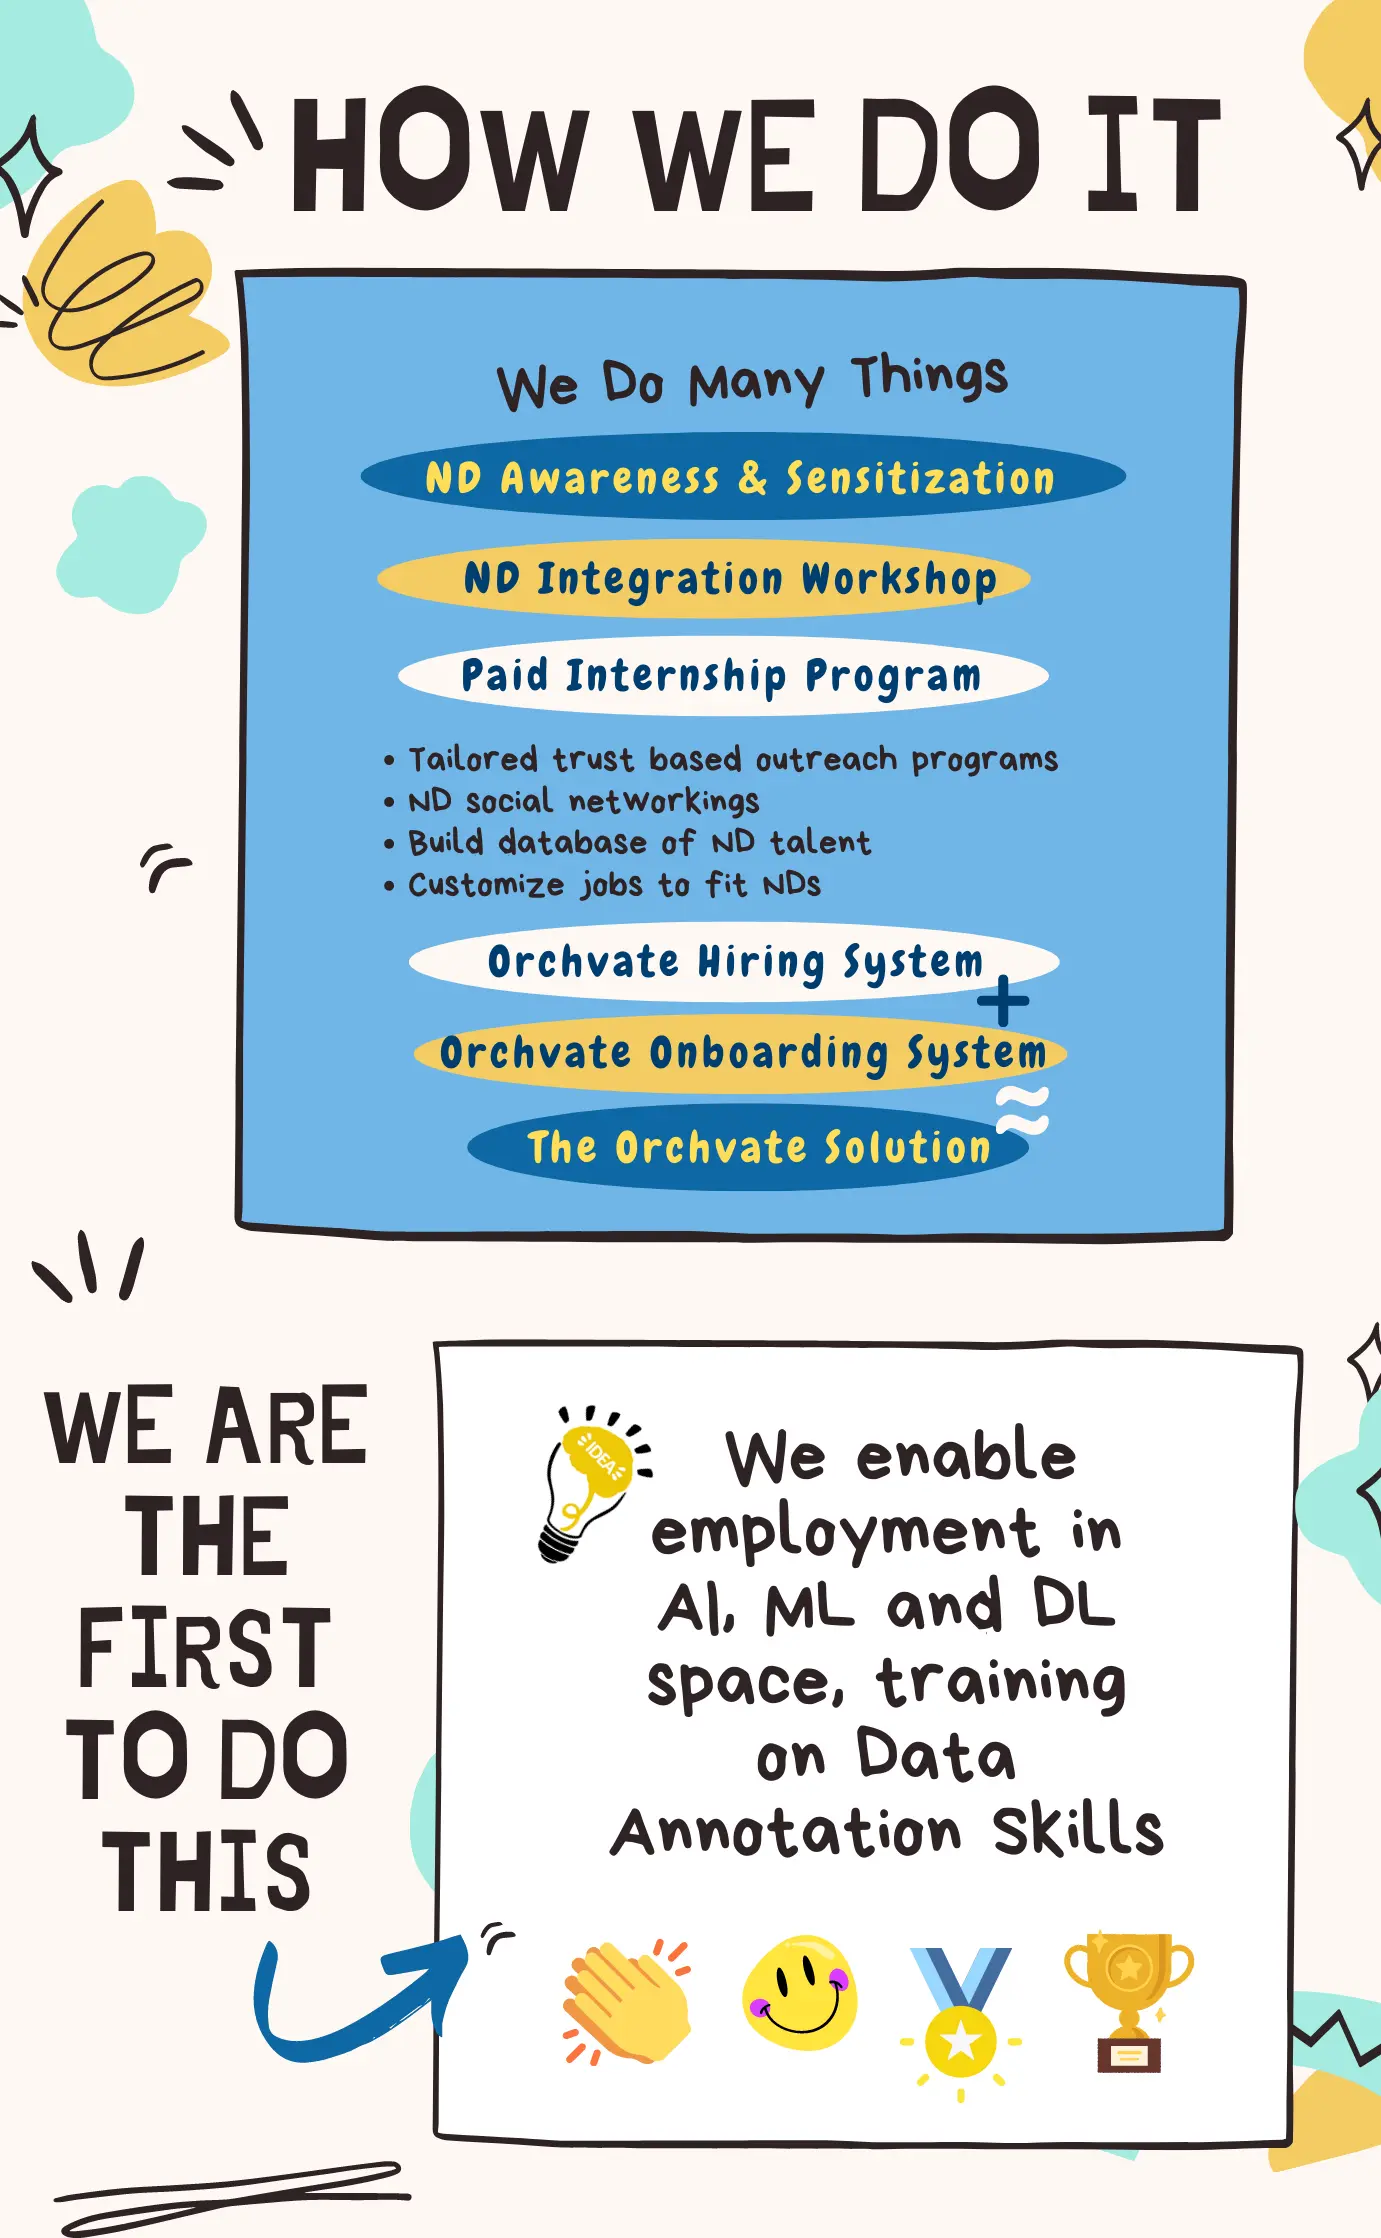 HOW WE DO IT
We Do Many Things
ND Awareness & Sensitization
ND Integration Workshop
Paid Internship Program
• Tailored trust based outreach programs
• ND social networkings
• Build database of ND talent
• Customize jobs to fit NDs
Orchvate Hiring System
+
Orchvate Onboarding System
≈
The Orchvate Solution
WE ARE
THE
FIRST
TO DO
THIS
IDEA
We enable
employment in
AI, ML and DL
space, training
on Data
Annotation Skills